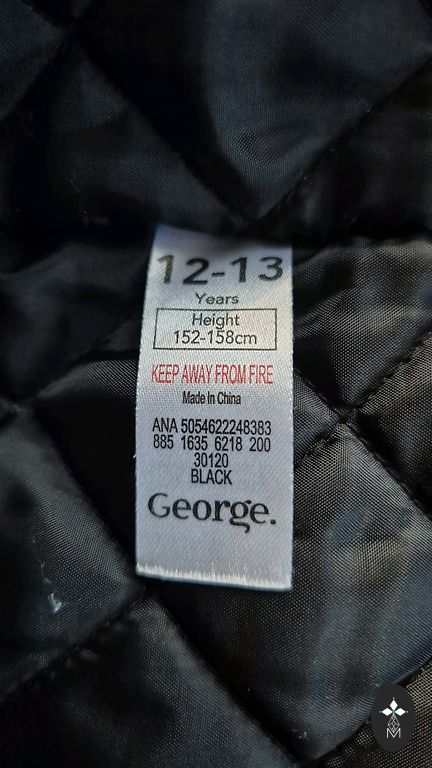 12-13
Years
Height
152-158cm
KEEP AWAY FROM FIRE
Made In China
ANA 5054622248383
885 1635 6218 200
30120
BLACK
George.
M